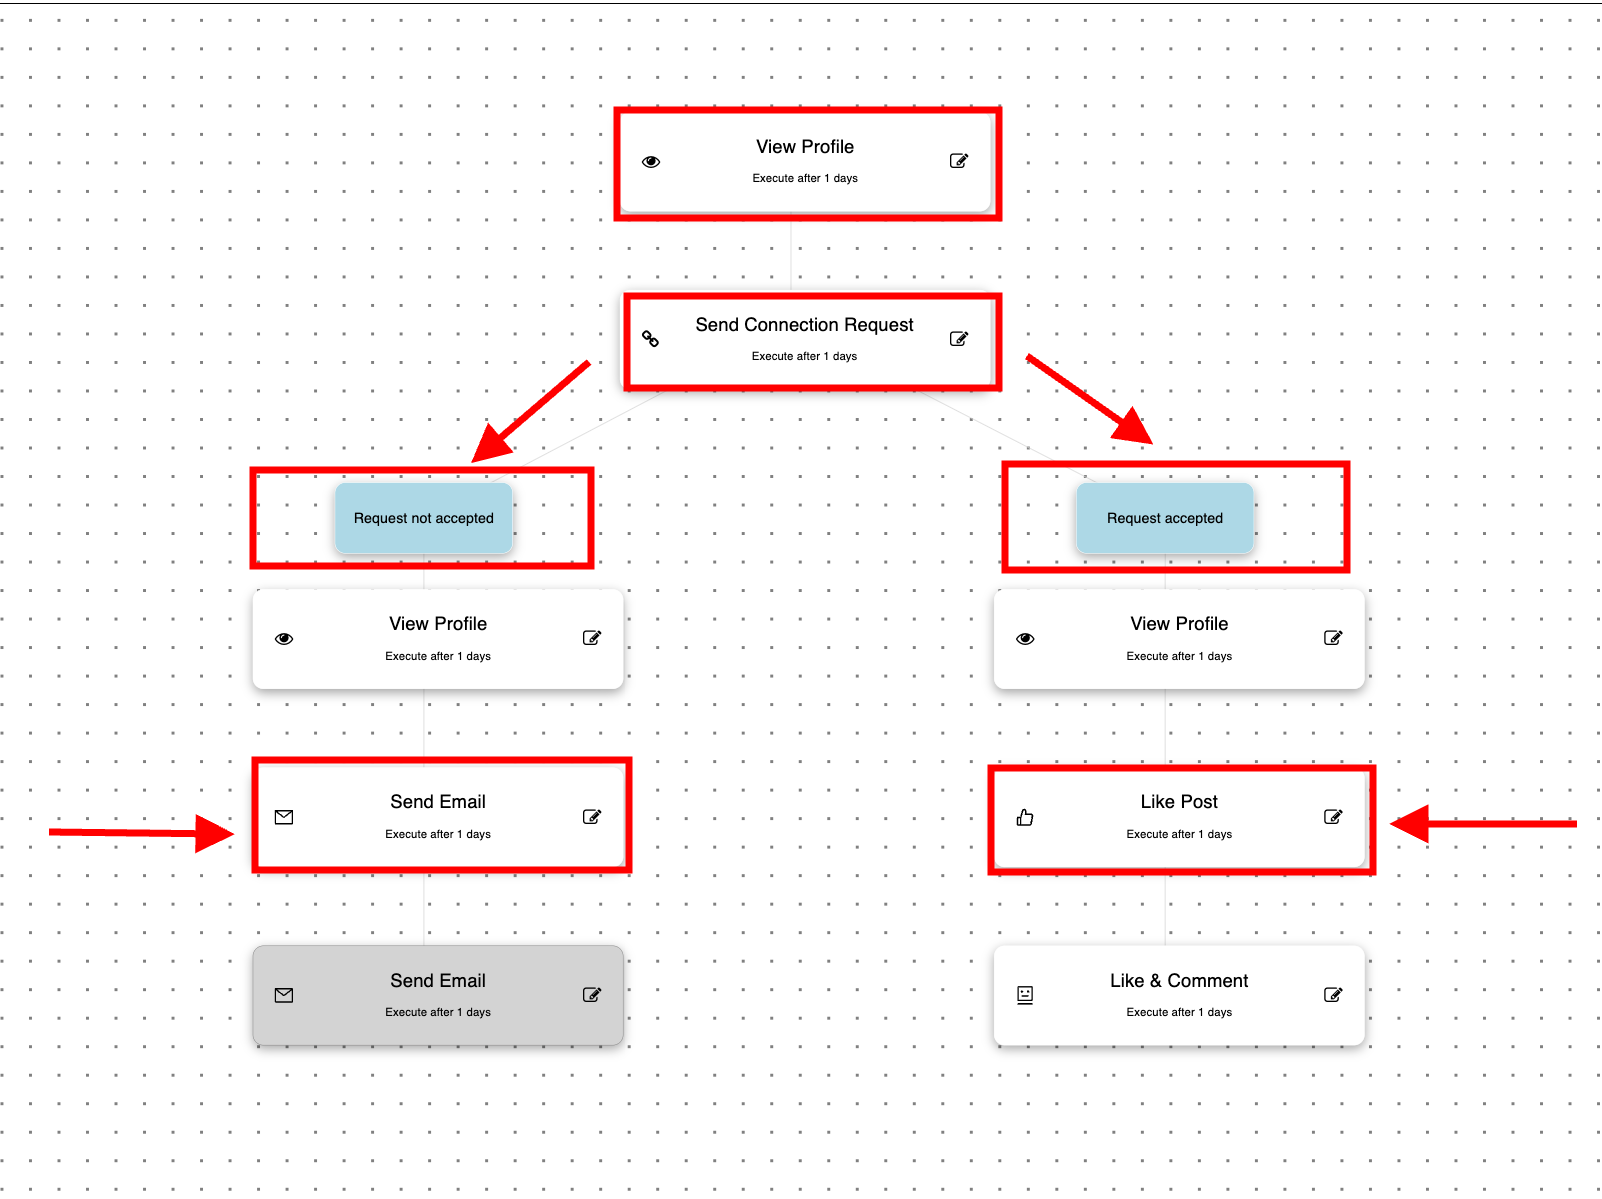 View Profile
Execute after 1 days
Send Connection Request
Execute after 1 days
Request not accepted
Request accepted
View Profile
Execute after 1 days
View Profile
Execute after 1 days
Send Email
Execute after 1 days
Like Post
Execute after 1 days
Send Email
Execute after 1 days
Like & Comment
Execute after 1 days